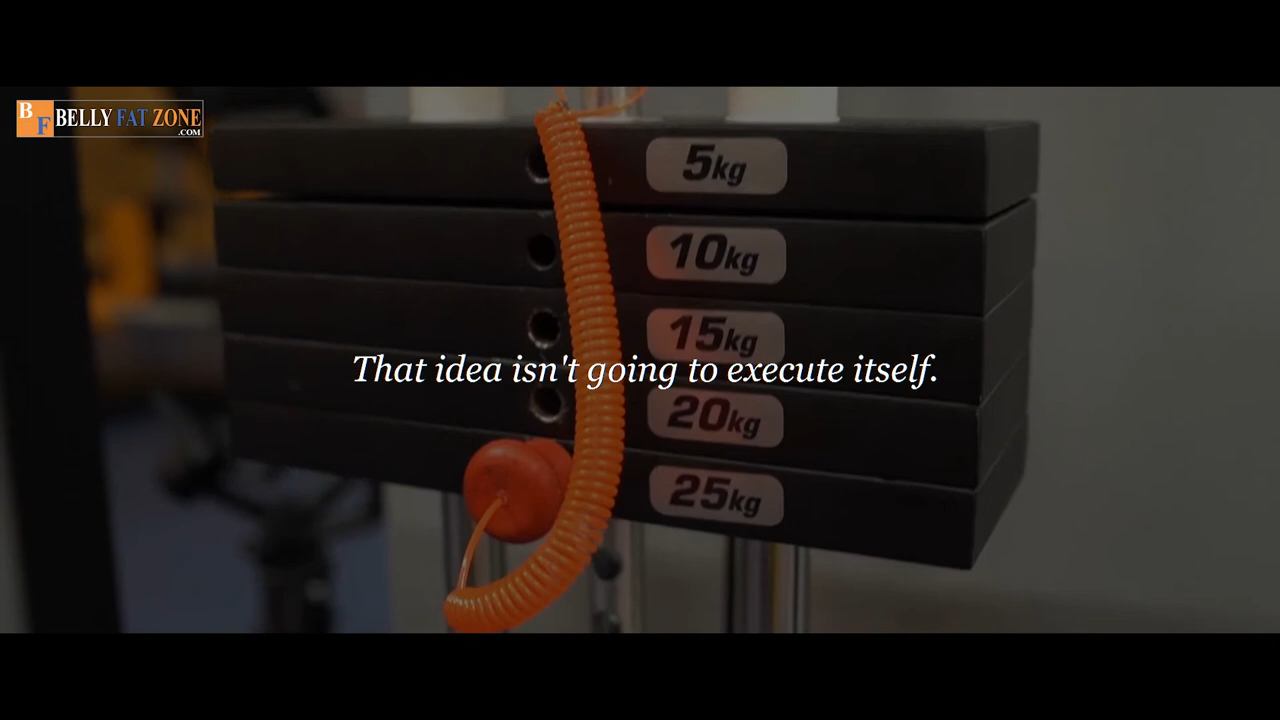 B F BELLY FAT ZONE
.COM
5kg
10kg
15kg
That idea isn't going to execute itself.
20kg
25kg